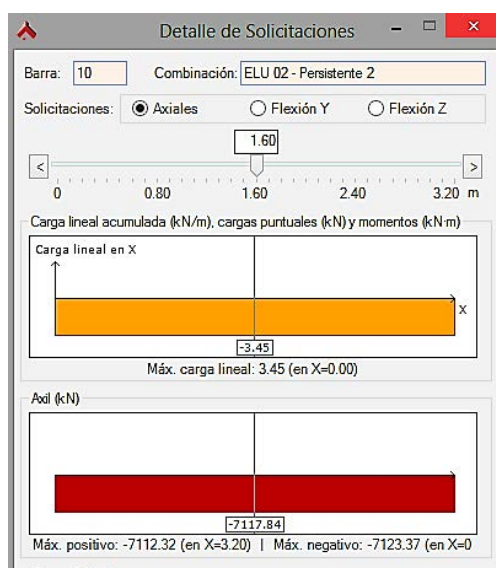 Detalle de Solicitaciones
Barra: 10 Combinación: ELU 02 - Persistente 2
Solicitaciones: Axiales Flexión Y Flexión Z
1.60
< >
0 0.80 1.60 2.40 3.20 m
Carga lineal acumulada (kN/m), cargas puntuales (kN) y momentos (kN·m)
Carga lineal en X
X
-3.45
Máx. carga lineal: 3.45 (en X=0.00)
Axil (kN)
-7117.84
Máx. positivo: -7112.32 (en X=3.20) | Máx. negativo: -7123.37 (en X=0